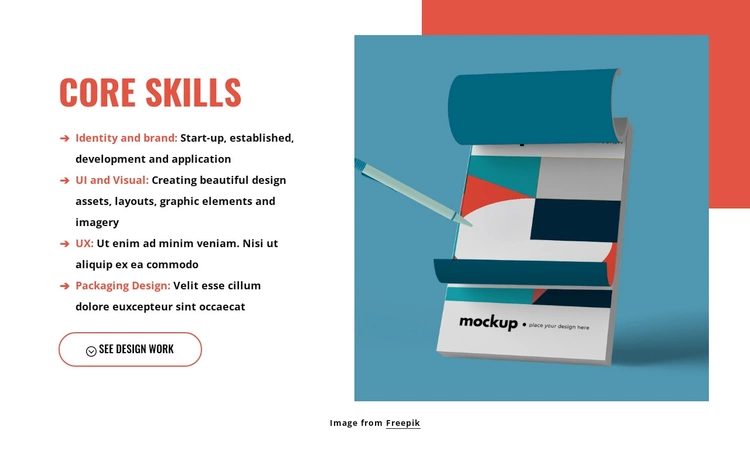 CORE SKILLS
➔ Identity and brand: Start-up, established,
development and application
➔ UI and Visual: Creating beautiful design
assets, layouts, graphic elements and
imagery
➔ UX: Ut enim ad minim veniam. Nisi ut
aliquip ex ea commodo
➔ Packaging Design: Velit esse cillum
dolore euxcepteur sint occaecat
SEE DESIGN WORK
mockup • place your design here
Image from Freepik